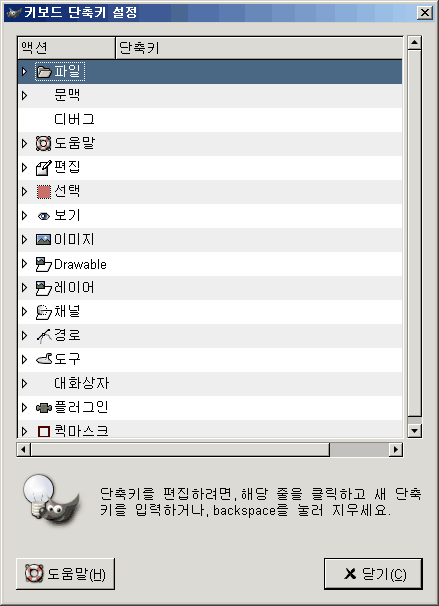 키보드 단축키 설정
액션 단축키
파일
문맥
디버그
도움말
편집
선택
보기
이미지
Drawable
레이어
채널
경로
도구
대화상자
플러그인
퀵마스크
단축키를 편집하려면, 해당 줄을 클릭하고 새 단축
키를 입력하거나, backspace를 눌러 지우세요.
도움말(H) 닫기(C)